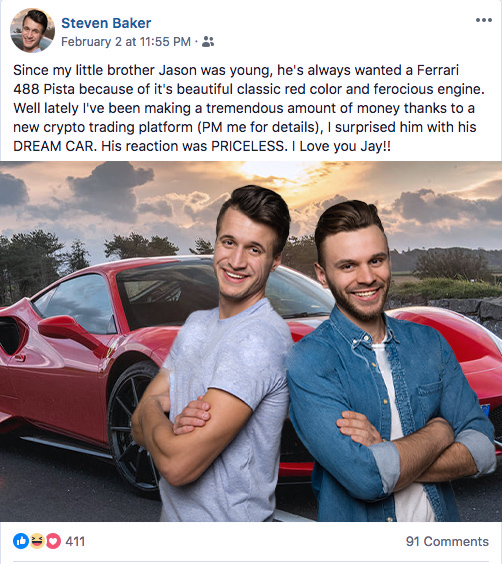 Steven Baker
February 2 at 11:55 PM ·
Since my little brother Jason was young, he's always wanted a Ferrari
488 Pista because of it's beautiful classic red color and ferocious engine.
Well lately I've been making a tremendous amount of money thanks to a
new crypto trading platform (PM me for details), I surprised him with his
DREAM CAR. His reaction was PRICELESS. I Love you Jay!!
411 91 Comments